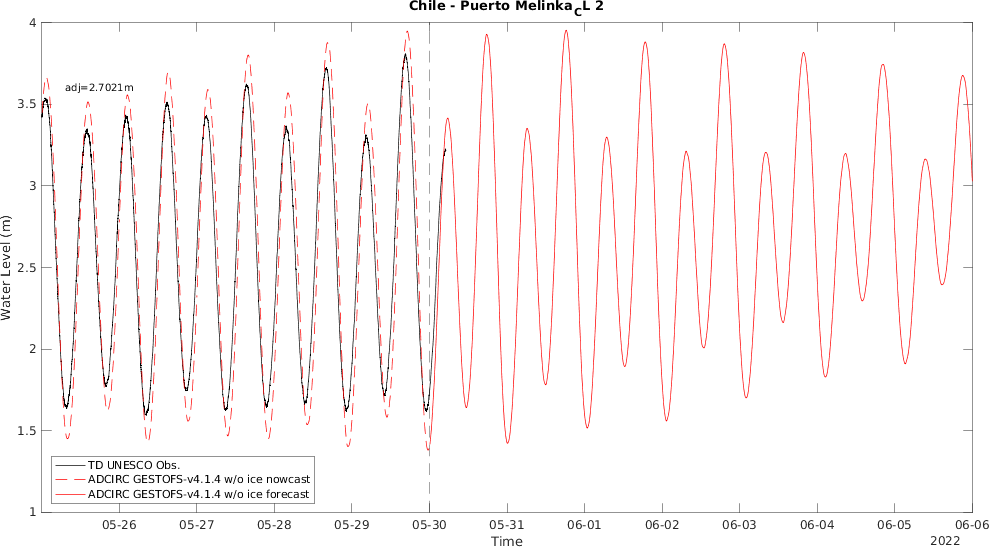 Chile - Puerto Melinka_CL 2
4
3.5
3
2.5
2
1.5
1
Water Level (m)
adj=2.7021m
TD UNESCO Obs.
ADCIRC GESTOFS-v4.1.4 w/o ice nowcast
ADCIRC GESTOFS-v4.1.4 w/o ice forecast
05-26 05-27 05-28 05-29 05-30 05-31 06-01 06-02 06-03 06-04 06-05 06-06
Time
2022